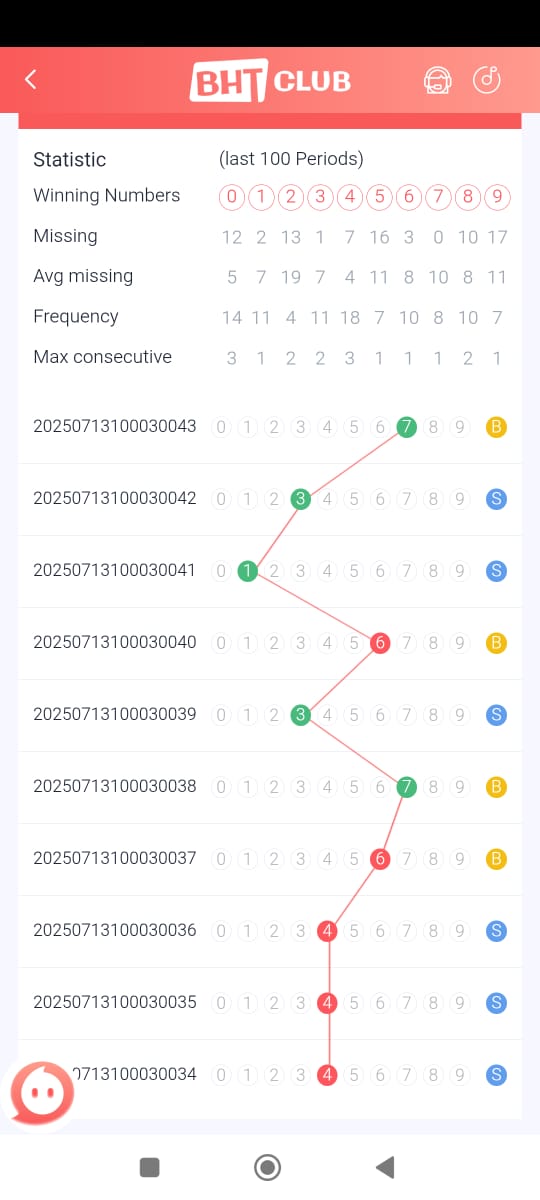 BHT CLUB
Statistic (last 100 Periods)
Winning Numbers 0 1 2 3 4 5 6 7 8 9
Missing 12 2 13 1 7 16 3 0 10 17
Avg missing 5 7 19 7 4 11 8 10 8 11
Frequency 14 11 4 11 18 7 10 8 10 7
Max consecutive 3 1 2 2 3 1 1 1 2 1
20250713100030043 0 1 2 3 4 5 6 7 8 9 B
20250713100030042 0 1 2 3 4 5 6 7 8 9 S
20250713100030041 0 1 2 3 4 5 6 7 8 9 S
20250713100030040 0 1 2 3 4 5 6 7 8 9 B
20250713100030039 0 1 2 3 4 5 6 7 8 9 S
20250713100030038 0 1 2 3 4 5 6 7 8 9 B
20250713100030037 0 1 2 3 4 5 6 7 8 9 B
20250713100030036 0 1 2 3 4 5 6 7 8 9 S
20250713100030035 0 1 2 3 4 5 6 7 8 9 S
0713100030034 0 1 2 3 4 5 6 7 8 9 S